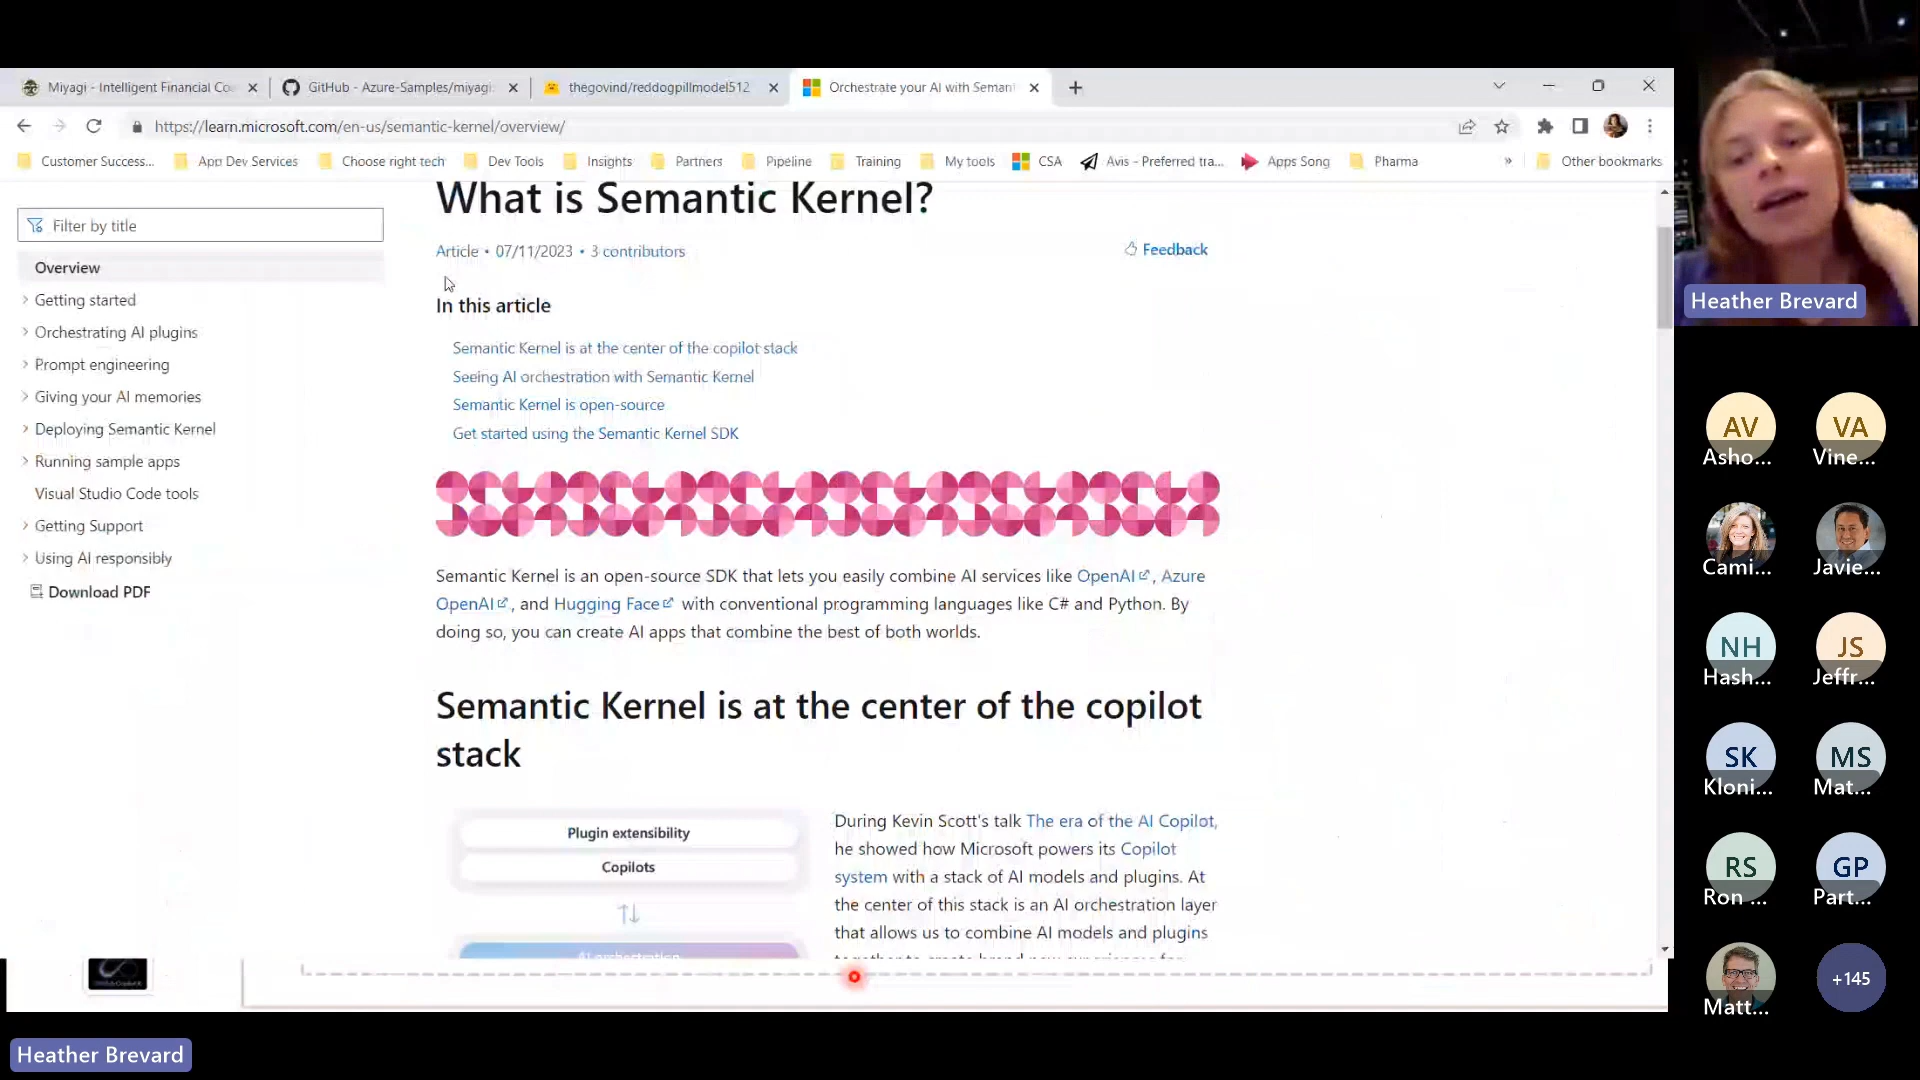 Miyagi - Intelligent Financial Co
GitHub - Azure-Samples/miyagi:
thegovind/reddogpillmodel512
Orchestrate your AI with Semant
https://learn.microsoft.com/en-us/semantic-kernel/overview/
Customer Success...
App Dev Services
Choose right tech
Dev Tools
Insights
Partners
Pipeline
Training
My tools
CSA
Avis - Preferred tra...
Apps Song
Pharma
»
Other bookmarks
Filter by title
Overview
Getting started
Orchestrating AI plugins
Prompt engineering
Giving your AI memories
Deploying Semantic Kernel
Running sample apps
Visual Studio Code tools
Getting Support
Using AI responsibly
Download PDF
What is Semantic Kernel?
Article • 07/11/2023 • 3 contributors
Feedback
In this article
Semantic Kernel is at the center of the copilot stack
Seeing AI orchestration with Semantic Kernel
Semantic Kernel is open-source
Get started using the Semantic Kernel SDK
Semantic Kernel is an open-source SDK that lets you easily combine AI services like OpenAI, Azure
OpenAI, and Hugging Face with conventional programming languages like C# and Python. By
doing so, you can create AI apps that combine the best of both worlds.
Semantic Kernel is at the center of the copilot
stack
Plugin extensibility
Copilots
AI orchestration
During Kevin Scott's talk The era of the AI Copilot,
he showed how Microsoft powers its Copilot
system with a stack of AI models and plugins. At
the center of this stack is an AI orchestration layer
that allows us to combine AI models and plugins
Heather Brevard
AV
Asho...
VA
Vine...
Cami...
Javie...
NH
Hash...
JS
Jeffr...
SK
Kloni...
MS
Mat...
RS
Ron ...
GP
Part...
Matt...
+145
Heather Brevard